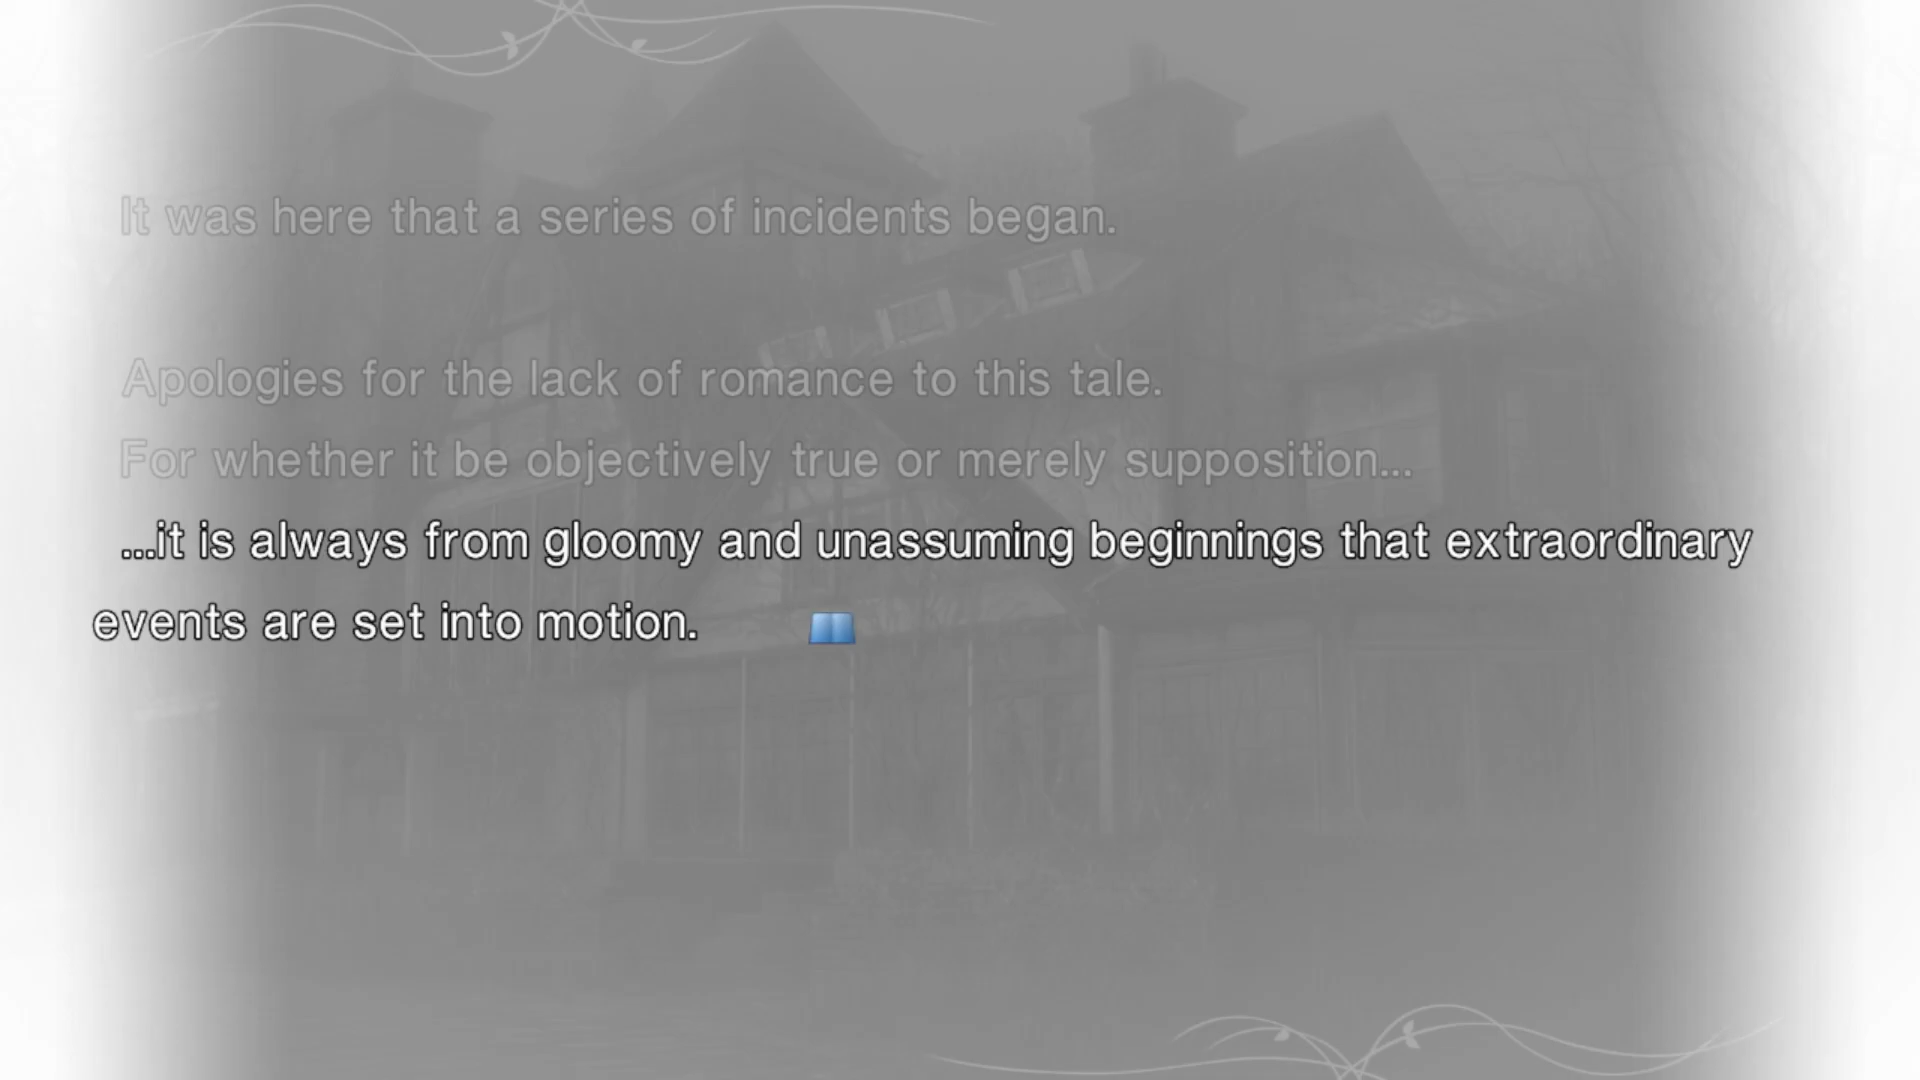 It was here that a series of incidents began.
Apologies for the lack of romance to this tale.
For whether it be objectively true or merely supposition...
...it is always from gloomy and unassuming beginnings that extraordinary
events are set into motion.